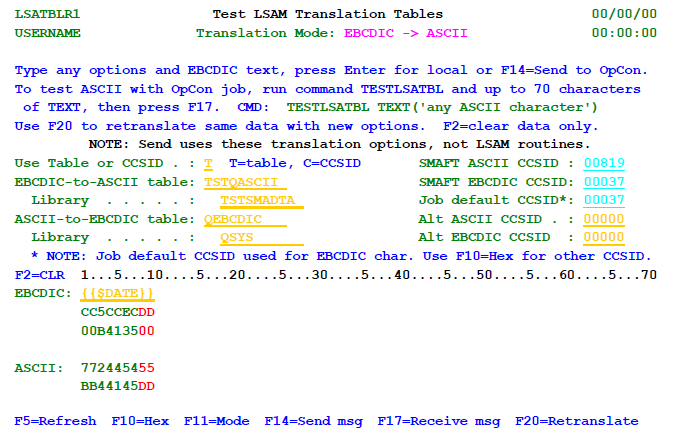 LSATBLR1 Test LSAM Translation Tables 00/00/00
USERNAME Translation Mode: EBCDIC -> ASCII 00:00:00
Type any options and EBCDIC text, press Enter for local or F14=Send to OpCon.
To test ASCII with OpCon job, run command TESTLSATBL and up to 70 characters
of TEXT, then press F17. CMD: TESTLSATBL TEXT('any ASCII character')
Use F20 to retranslate same data with new options. F2=clear data only.
NOTE: Send uses these translation options, not LSAM routines.
Use Table or CCSID . : T T=table, C=CCSID SMAFT ASCII CCSID : 00819
EBCDIC-to-ASCII table: TSTQASCII SMAFT EBCDIC CCSID: 00037
Library . . . . . : TSTSMADTA Job default CCSID*: 00037
ASCII-to-EBCDIC table: QEBCDIC Alt ASCII CCSID . : 00000
Library . . . . . : QSYS Alt EBCDIC CCSID : 00000
* NOTE: Job default CCSID used for EBCDIC char. Use F10=Hex for other CCSID.
F2=CLR 1...5...10....5...20....5...30....5...40....5...50....5...60....5...70
EBCDIC: {{$DATE}}
CC5CCECDD
00B413500
ASCII: 772445455
BB44145DD
F5=Refresh F10=Hex F11=Mode F14=Send msg F17=Receive msg F20=Retranslate